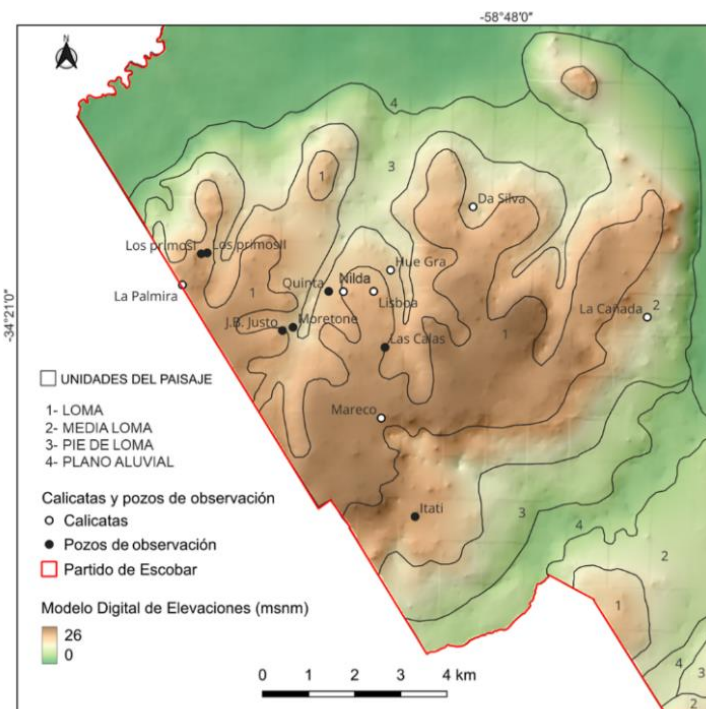 -58°48'0"
N
4
3
1
Da Silva
Los primosI
Los primosII
Hue Gra
La Palmira
1
Quinta
Nilda
Lisboa
-34°21'0"
La Cañada
2
J.B. Justo
Moretone
1
Las Calas
UNIDADES DEL PAISAJE
1- LOMA
2- MEDIA LOMA
3- PIE DE LOMA
4- PLANO ALUVIAL
Mareco
Calicatas y pozos de observación
Calicatas
Pozos de observación
Partido de Escobar
Itati
3
4
2
1
Modelo Digital de Elevaciones (msnm)
26
0
4
3
2
0 1 2 3 4 km